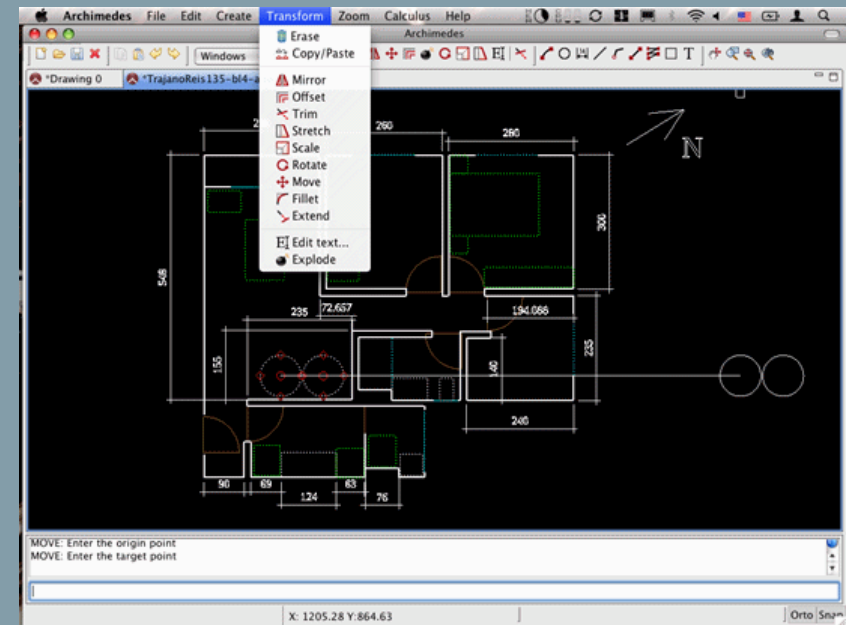 Archimedes File Edit Create Transform Zoom Calculus Help
Archimedes
Windows
T
*Drawing 0 *TrajanoReis135-bl4-a
Erase
Copy/Paste
Mirror
Offset
Trim
Stretch
Scale
Rotate
Move
Fillet
Extend
Edit text...
Explode
260
280
N
300
546
235
72.657
194.086
155
140
235
240
90
69
63
124
76
MOVE: Enter the origin point
MOVE: Enter the target point
X: 1205.28 Y:864.63
Orto Snap